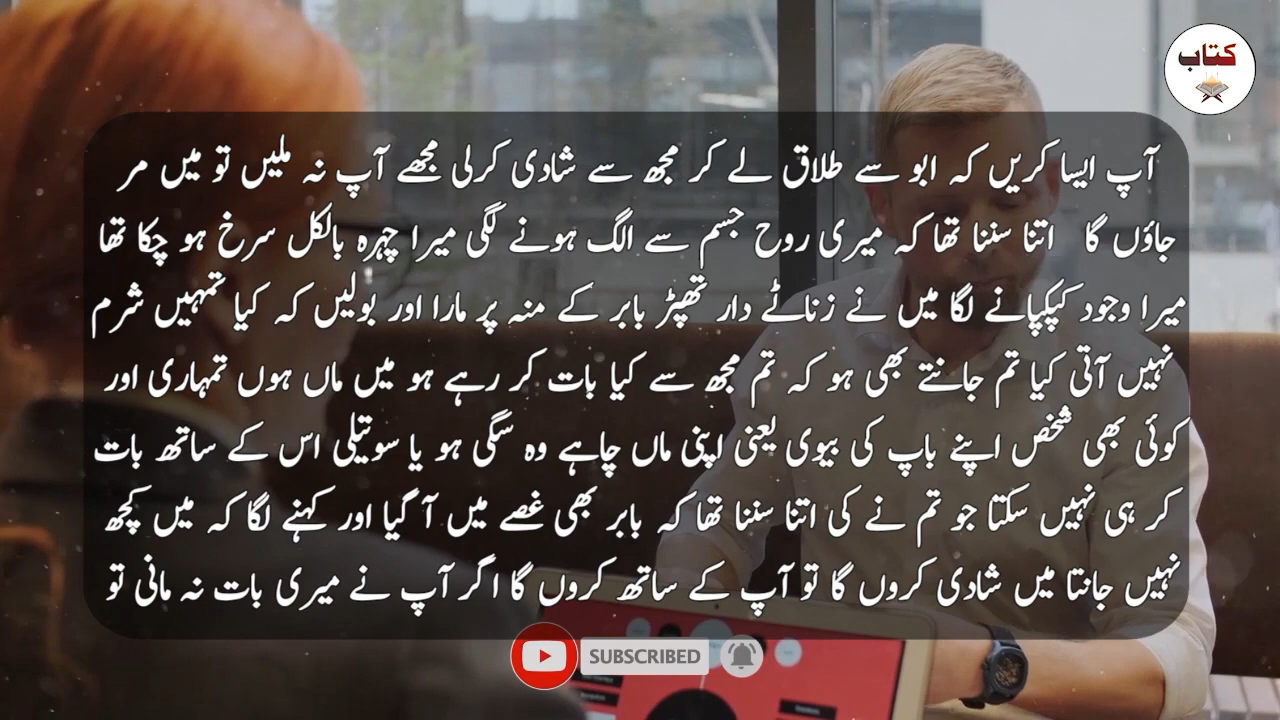 کتاب
آپ ایسا کریں کہ ابو سے طلاق لے کر مجھ سے شادی کرلی مجھے آپ نہ ملیں تو میں مر
جاؤں گا اتنا سننا تھا کہ میری روح جسم سے الگ ہونے لگی میرا چہرہ بالکل سرخ ہو چکا تھا
میرا وجود کپکپانے لگا میں نے زناٹے دار تھپڑ بابر کے منہ پر مارا اور بولیں کہ کیا تمہیں شرم
نہیں آتی کیا تم جانتے بھی ہو کہ تم مجھ سے کیا بات کر رہے ہو میں ماں ہوں تمہاری اور
کوئی بھی شخص اپنے باپ کی بیوی یعنی اپنی ماں چاہے وہ سگی ہو یا سوتیلی اس کے ساتھ بات
کر ہی نہیں سکتا جو تم نے کی اتنا سننا تھا کہ بابر بھی غصے میں آ گیا اور کہنے لگا کہ میں کچھ
نہیں جانتا میں شادی کروں گا تو آپ کے ساتھ کروں گا اگر آپ نے میری بات نہ مانی تو
SUBSCRIBED